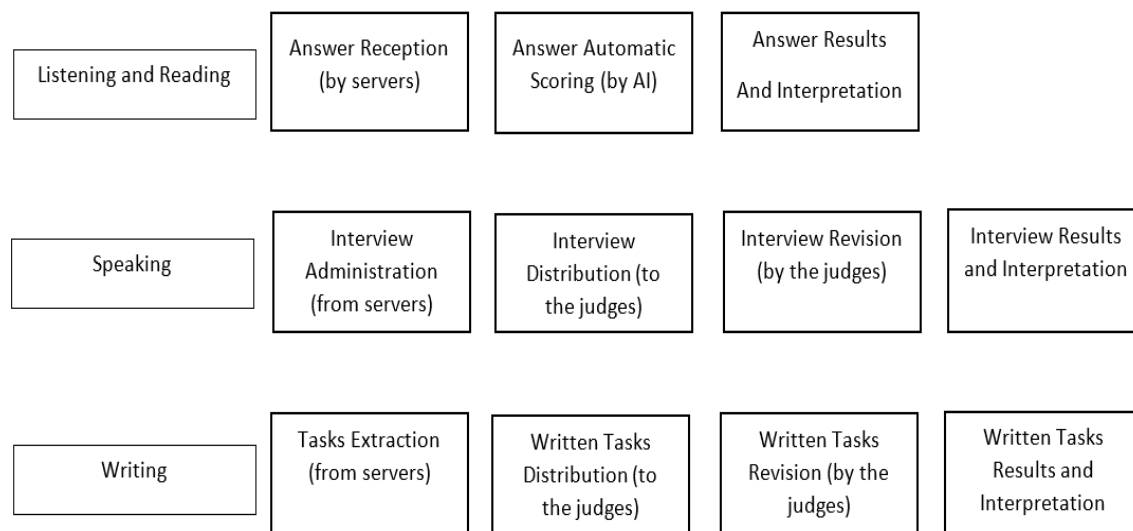 Listening and Reading
Answer Reception
(by servers)
Answer Automatic
Scoring (by AI)
Answer Results
And Interpretation
Speaking
Interview
Administration
(from servers)
Interview
Distribution (to
the judges)
Interview Revision
(by the judges)
Interview Results
and Interpretation
Writing
Tasks Extraction
(from servers)
Written Tasks
Distribution (to
the judges)
Written Tasks
Revision (by the
judges)
Written Tasks
Results and
Interpretation